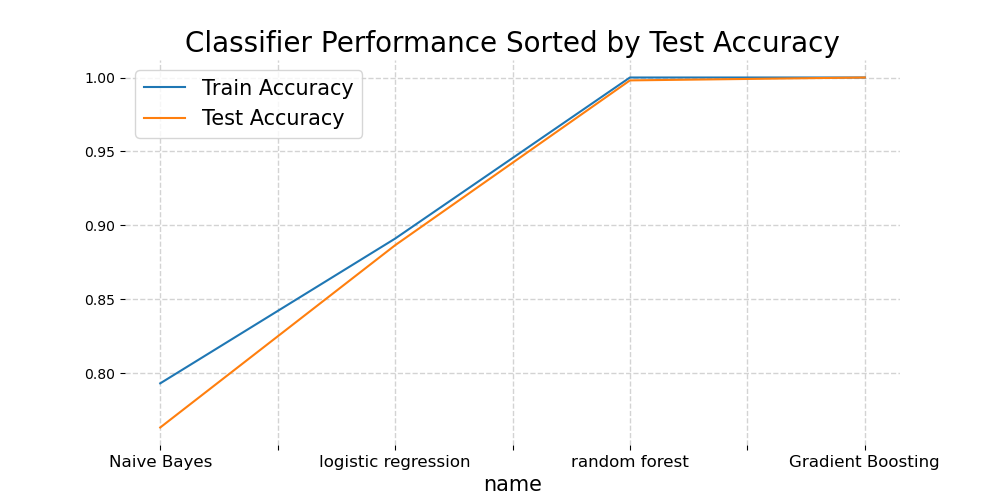 Classifier Performance Sorted by Test Accuracy
Train Accuracy
Test Accuracy
1.00
0.95
0.90
0.85
0.80
Naive Bayes
logistic regression
random forest
Gradient Boosting
name